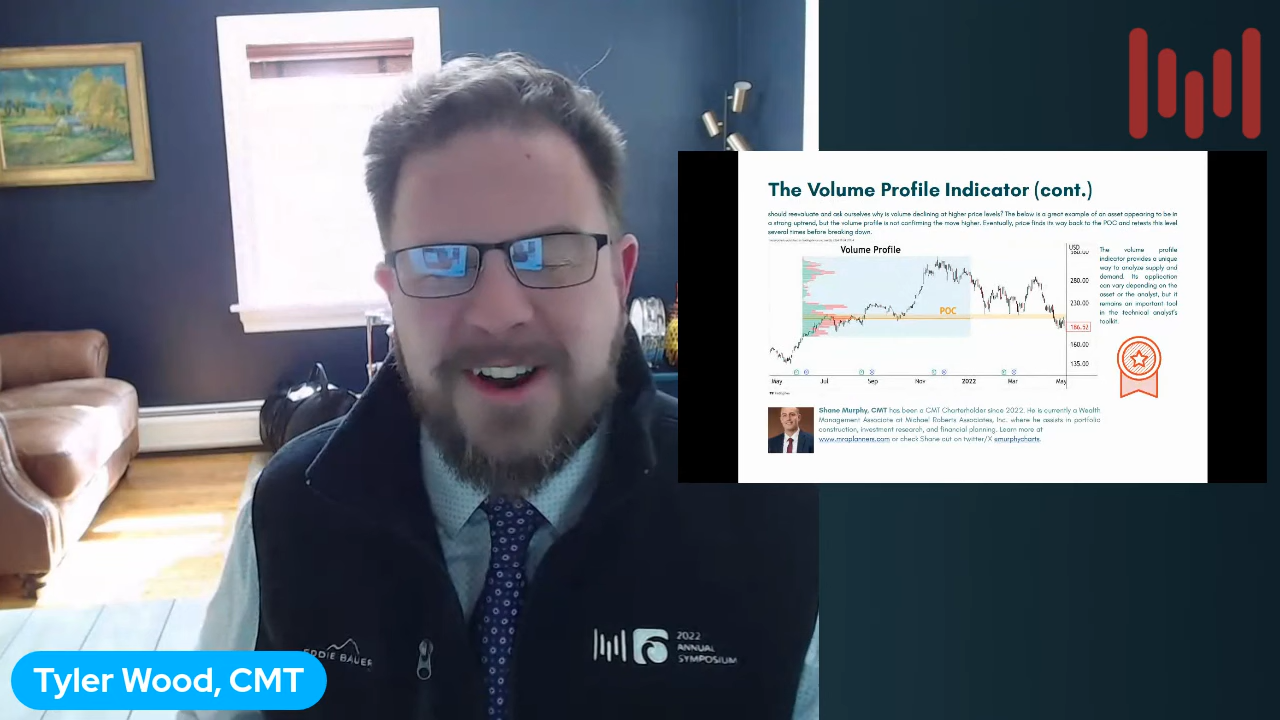 The Volume Profile Indicator (cont.)
should reevaluate and ask ourselves why is volume declining at higher price levels? The below is a great example of an asset appearing to be in
a strong uptrend, but the volume profile is not confirming the move higher. Eventually, price finds its way back to the POC and retests this level
several times before breaking down.
Volume Profile
USD
280.00
230.00
POC
186.57
160.00
135.00
May Jul Sep Nov 2022 Mar May
The volume profile
indicator provides a unique
way to analyze supply and
demand. Its application
can vary depending on the
asset or the analyst, but it
remains an important tool
in the technical analyst's
toolkit.
Shane Murphy, CMT has been a CMT Charterholder since 2022. He is currently a Wealth
Management Associate at Michael Roberts Associates, Inc. where he assists in portfolio
construction, investment research, and financial planning. Learn more at
www.mraplanners.com or check Shane out on twitter/X @murphycharts.
EDDIE BAUER
2022
ANNUAL
SYMPOSIUM
Tyler Wood, CMT